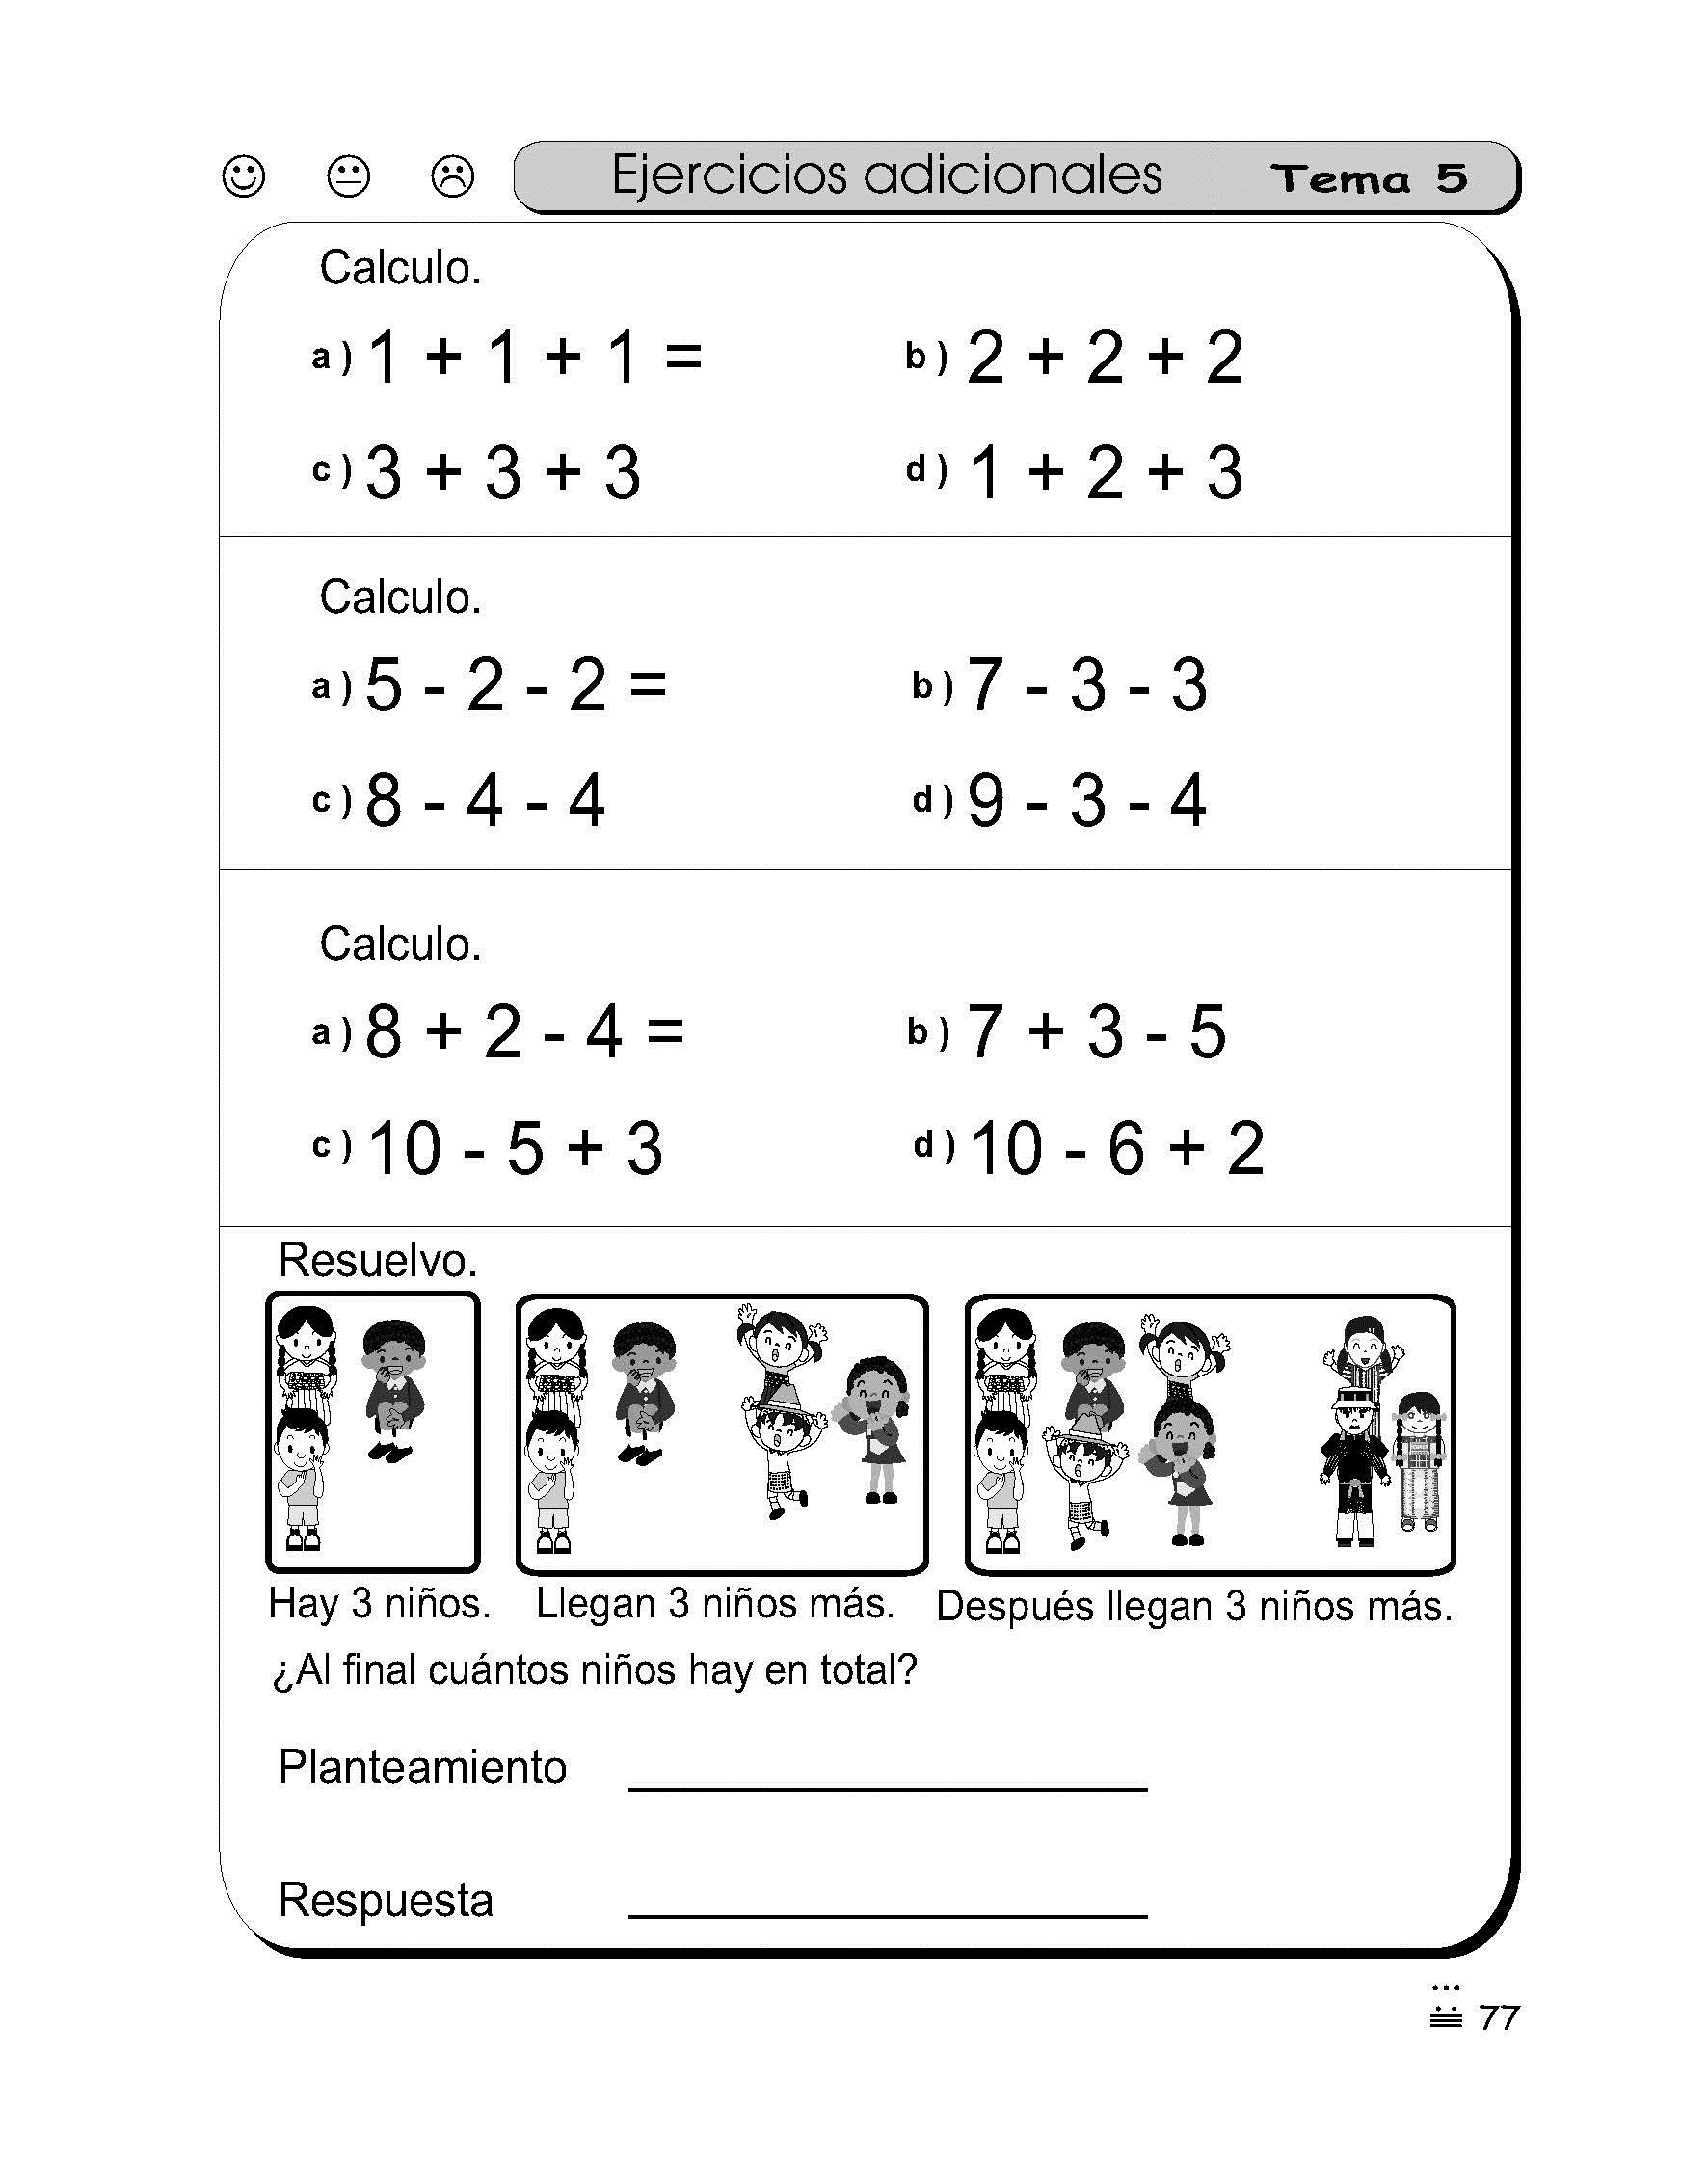 Ejercicios adicionales Tema 5
Calculo.
a ) 1 + 1 + 1 = b ) 2 + 2 + 2
c ) 3 + 3 + 3 d ) 1 + 2 + 3
Calculo.
a ) 5 - 2 - 2 = b ) 7 - 3 - 3
c ) 8 - 4 - 4 d ) 9 - 3 - 4
Calculo.
a ) 8 + 2 - 4 = b ) 7 + 3 - 5
c ) 10 - 5 + 3 d ) 10 - 6 + 2
Resuelvo.
Hay 3 niños. Llegan 3 niños más. Después llegan 3 niños más.
¿Al final cuántos niños hay en total?
Planteamiento
Respuesta
77